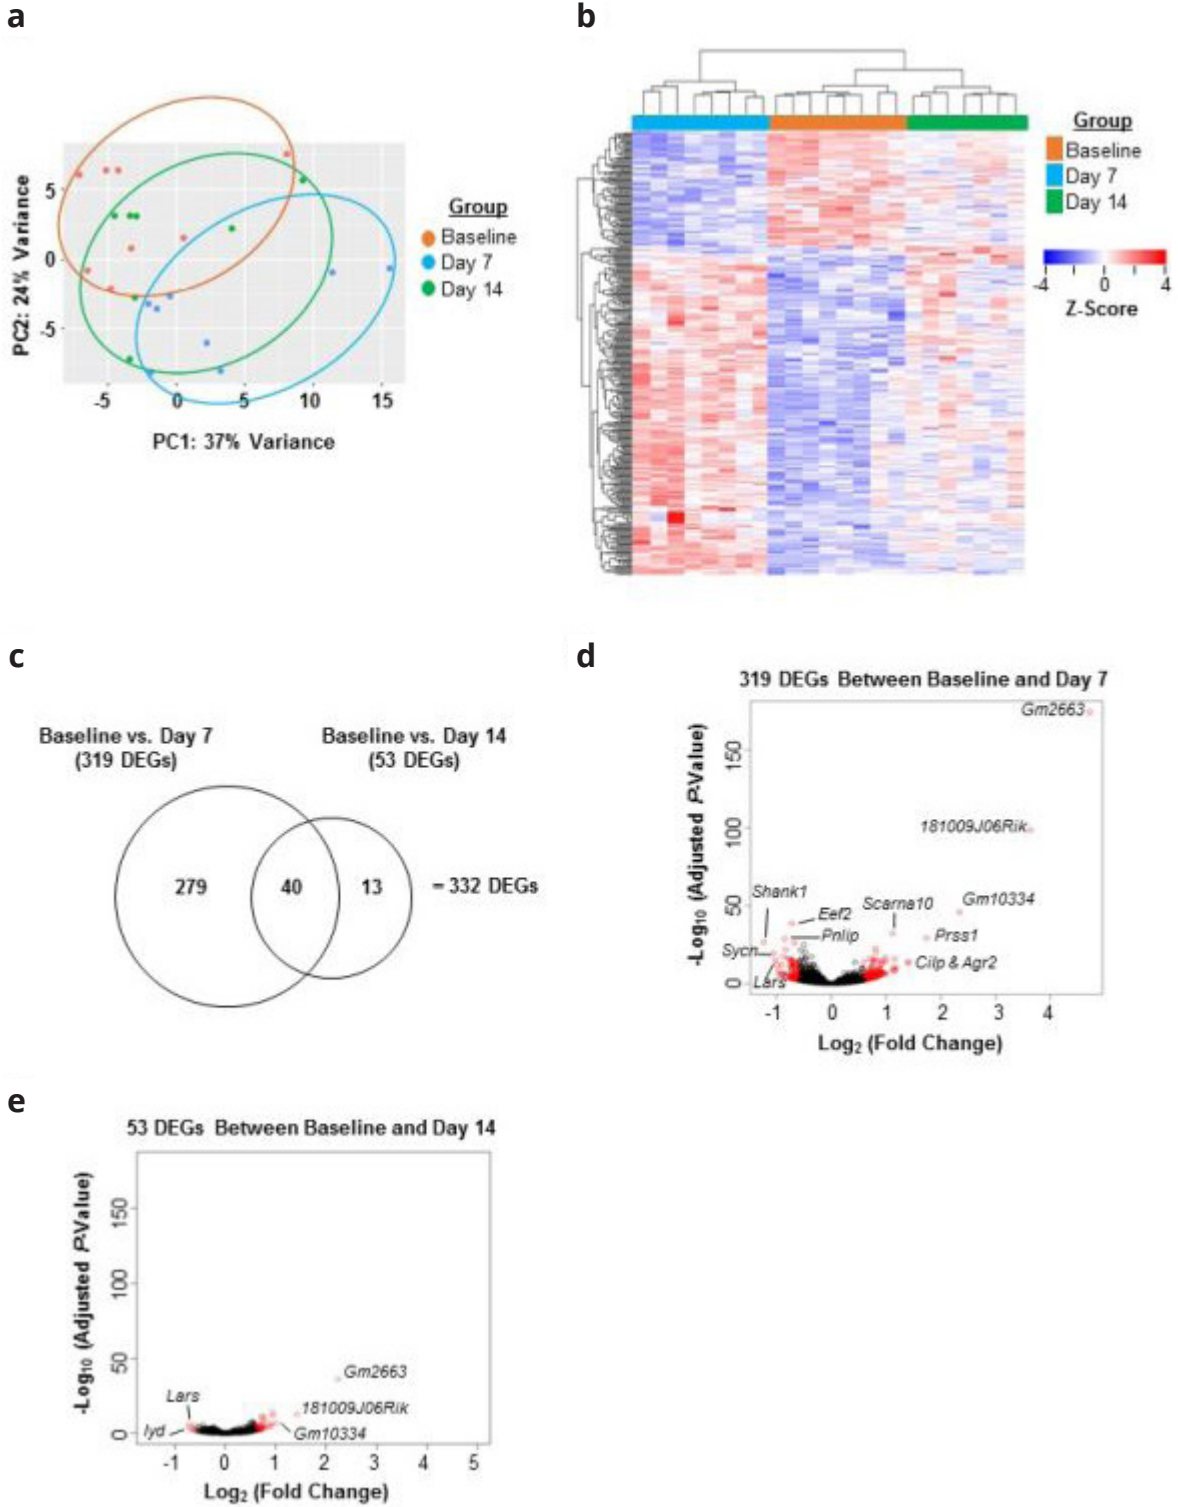 a
PC2: 24% Variance
5
0
-5
-5
0
5
10
15
PC1: 37% Variance
Group
Baseline
Day 7
Day 14
b
Group
Baseline
Day 7
Day 14
-4
0
4
Z-Score
c
Baseline vs. Day 7
(319 DEGs)
Baseline vs. Day 14
(53 DEGs)
279
40
13
= 332 DEGs
d
319 DEGs Between Baseline and Day 7
-Log10 (Adjusted P-Value)
150
100
50
0
Gm2663
181009J06Rik
Shank1
Eef2
Scarna10
Gm10334
Pnlip
Prss1
Sycn
Cilp & Agr2
Lars
-1
0
1
2
3
4
Log2 (Fold Change)
e
53 DEGs Between Baseline and Day 14
-Log10 (Adjusted P-Value)
150
100
50
0
Gm2663
Lars
181009J06Rik
Iyd
Gm10334
-1
0
1
2
3
4
5
Log2 (Fold Change)